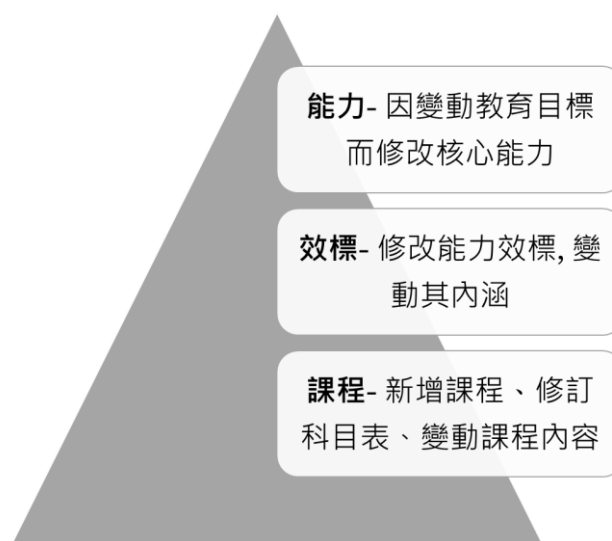 能力- 因變動教育目標
而修改核心能力
效標- 修改能力效標, 變
動其內涵
課程- 新增課程、修訂
科目表、變動課程內容